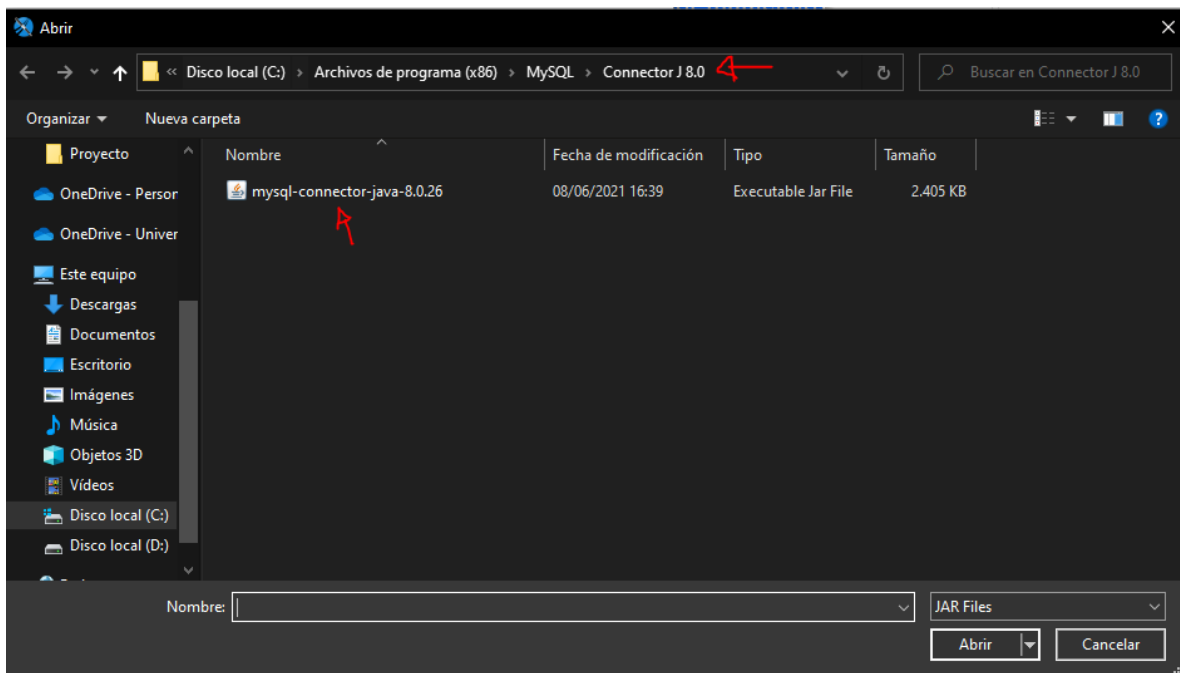 Abrir
« Disco local (C:) > Archivos de programa (x86) > MySQL > Connector J 8.0
Buscar en Connector J 8.0
Organizar
Nueva carpeta
Nombre Fecha de modificación Tipo Tamaño
mysql-connector-java-8.0.26 08/06/2021 16:39 Executable Jar File 2.405 KB
Proyecto
OneDrive - Person
OneDrive - Univer
Este equipo
Descargas
Documentos
Escritorio
Imágenes
Música
Objetos 3D
Vídeos
Disco local (C:)
Disco local (D:)
Nombre:
JAR Files
Abrir
Cancelar